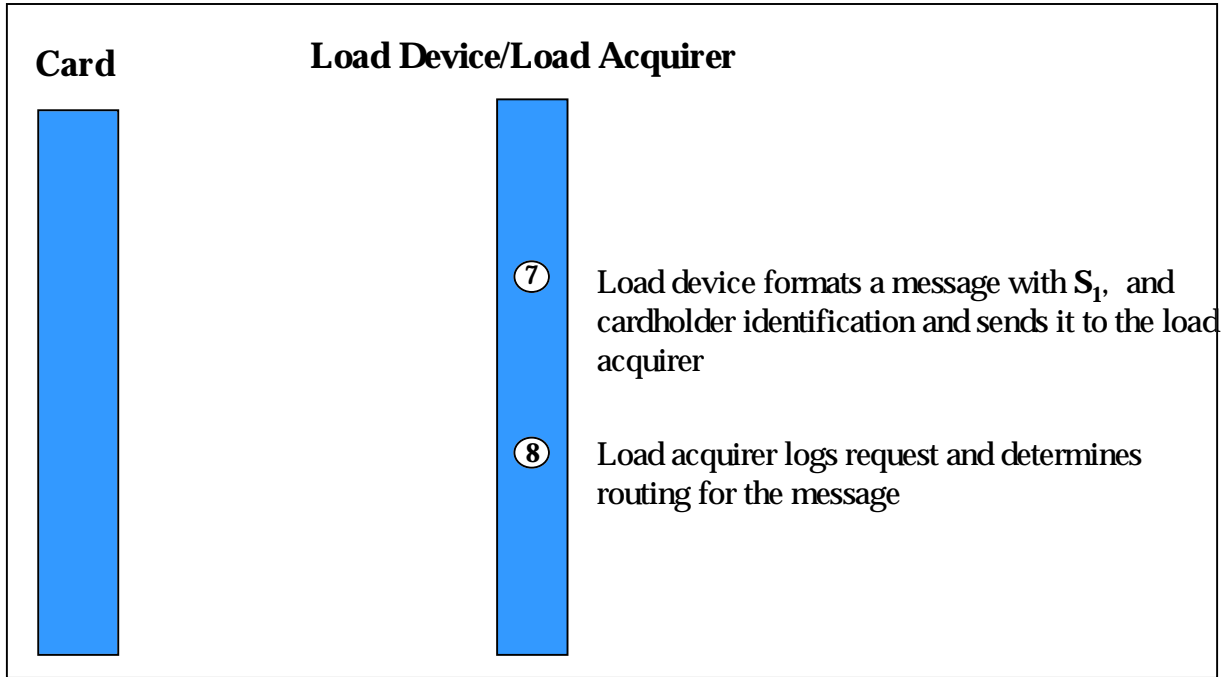 Card
Load Device/Load Acquirer
7
Load device formats a message with S₁, and
cardholder identification and sends it to the load
acquirer
8
Load acquirer logs request and determines
routing for the message